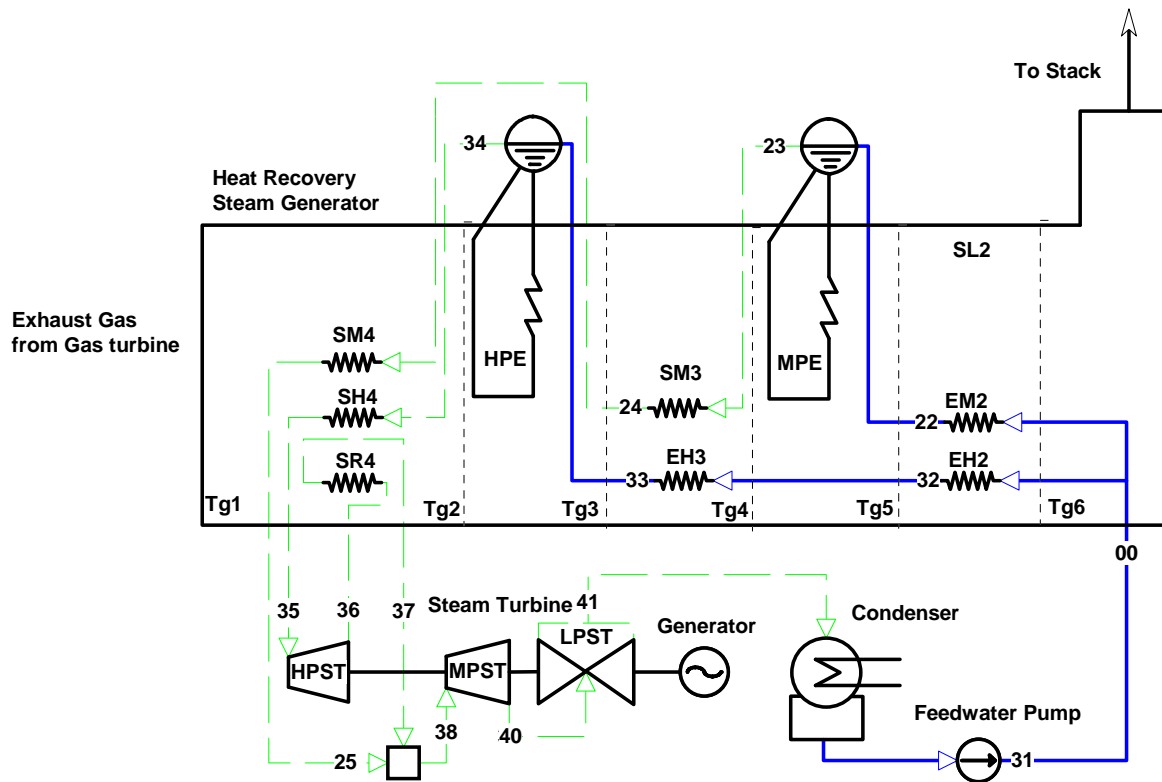 To Stack
34
23
Heat Recovery
Steam Generator
SL2
Exhaust Gas
from Gas turbine
SM4
HPE
SM3
MPE
SH4
24
EM2
22
SR4
EH3
EH2
33
32
Tg1
Tg2
Tg3
Tg4
Tg5
Tg6
00
35
36
37
Steam Turbine
41
LPST
Generator
Condenser
HPST
MPST
Feedwater Pump
38
40
25
31